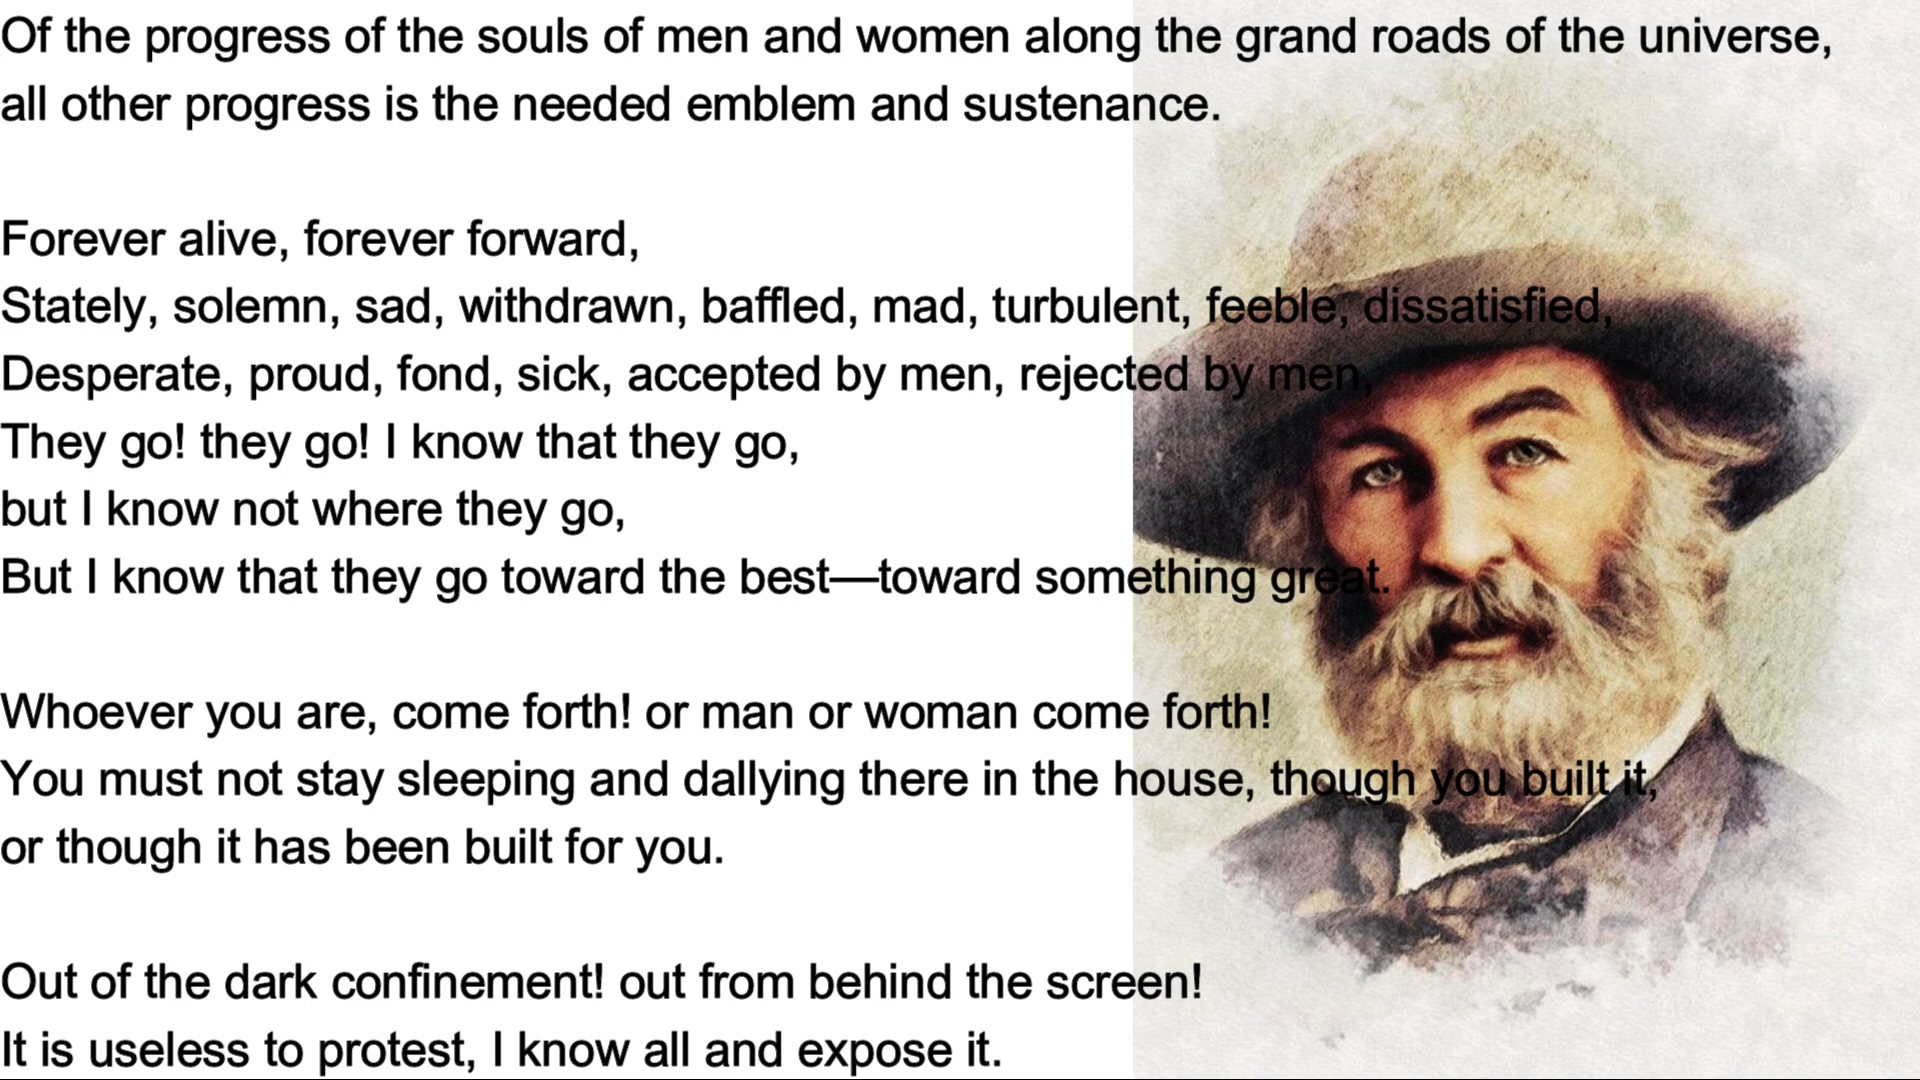 Of the progress of the souls of men and women along the grand roads of the universe,
all other progress is the needed emblem and sustenance.
Forever alive, forever forward,
Stately, solemn, sad, withdrawn, baffled, mad, turbulent, feeble, dissatisfied,
Desperate, proud, fond, sick, accepted by men, rejected by men,
They go! they go! I know that they go,
but I know not where they go,
But I know that they go toward the best—toward something great.
Whoever you are, come forth! or man or woman come forth!
You must not stay sleeping and dallying there in the house, though you built it,
or though it has been built for you.
Out of the dark confinement! out from behind the screen!
It is useless to protest, I know all and expose it.